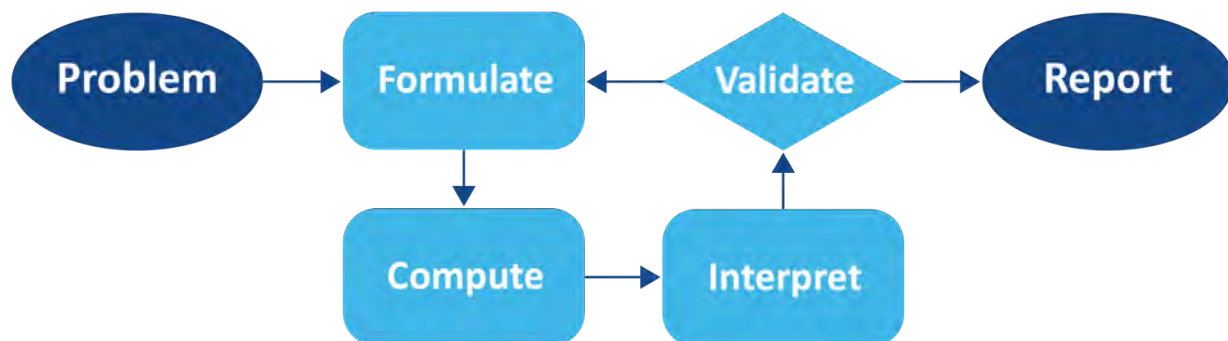 Problem
Formulate
Validate
Report
Compute
Interpret